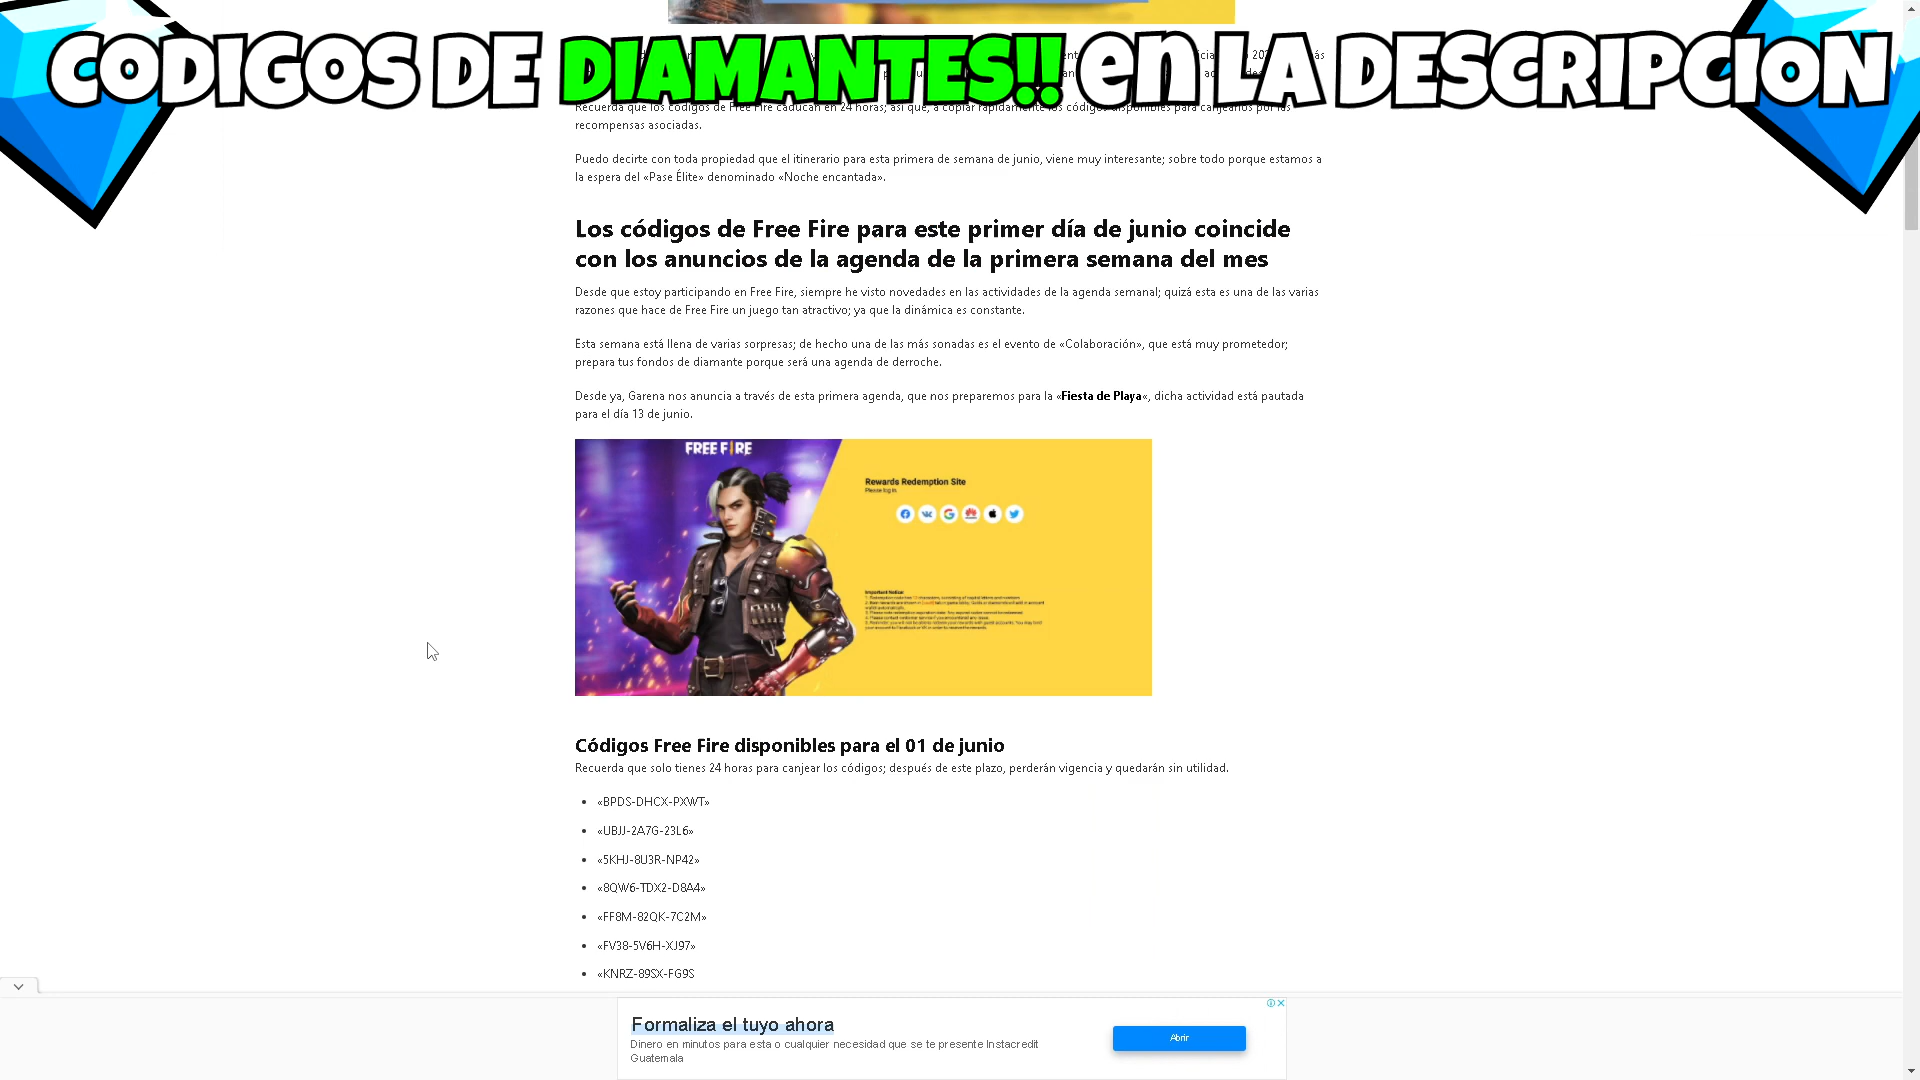 CODIGOS DE DIAMANTES!! EN LA DESCRIPCION
Recuerda que los códigos de Free Fire caducan en 24 horas; así que, a copiar rápidamente los códigos disponibles para canjearlos por las
recompensas asociadas.
Puedo decirte con toda propiedad que el itinerario para esta primera de semana de junio, viene muy interesante; sobre todo porque estamos a
la espera del «Pase Élite» denominado «Noche encantada».
Los códigos de Free Fire para este primer día de junio coincide
con los anuncios de la agenda de la primera semana del mes
Desde que estoy participando en Free Fire, siempre he visto novedades en las actividades de la agenda semanal; quizá esta es una de las varias
razones que hace de Free Fire un juego tan atractivo; ya que la dinámica es constante.
Esta semana está llena de varias sorpresas; de hecho una de las más sonadas es el evento de «Colaboración», que está muy prometedor;
prepara tus fondos de diamante porque será una agenda de derroche.
Desde ya, Garena nos anuncia a través de esta primera agenda, que nos preparemos para la «Fiesta de Playa«, dicha actividad está pautada
para el día 13 de junio.
FREE FIRE
Rewards Redemption Site
Please log in.
Important Notice:
Códigos Free Fire disponibles para el 01 de junio
Recuerda que solo tienes 24 horas para canjear los códigos; después de este plazo, perderán vigencia y quedarán sin utilidad.
«BPDS-DHCX-PXWT»
«UBJJ-2A7G-23L6»
«5KHJ-8U3R-NP42»
«8QW6-TDX2-D8A4»
«FF8M-82QK-7C2M»
«FV38-5V6H-XJ97»
«KNRZ-89SX-FG9S
Formaliza el tuyo ahora
Dinero en minutos para esta o cualquier necesidad que se te presente Instacredit
Guatemala
Abrir